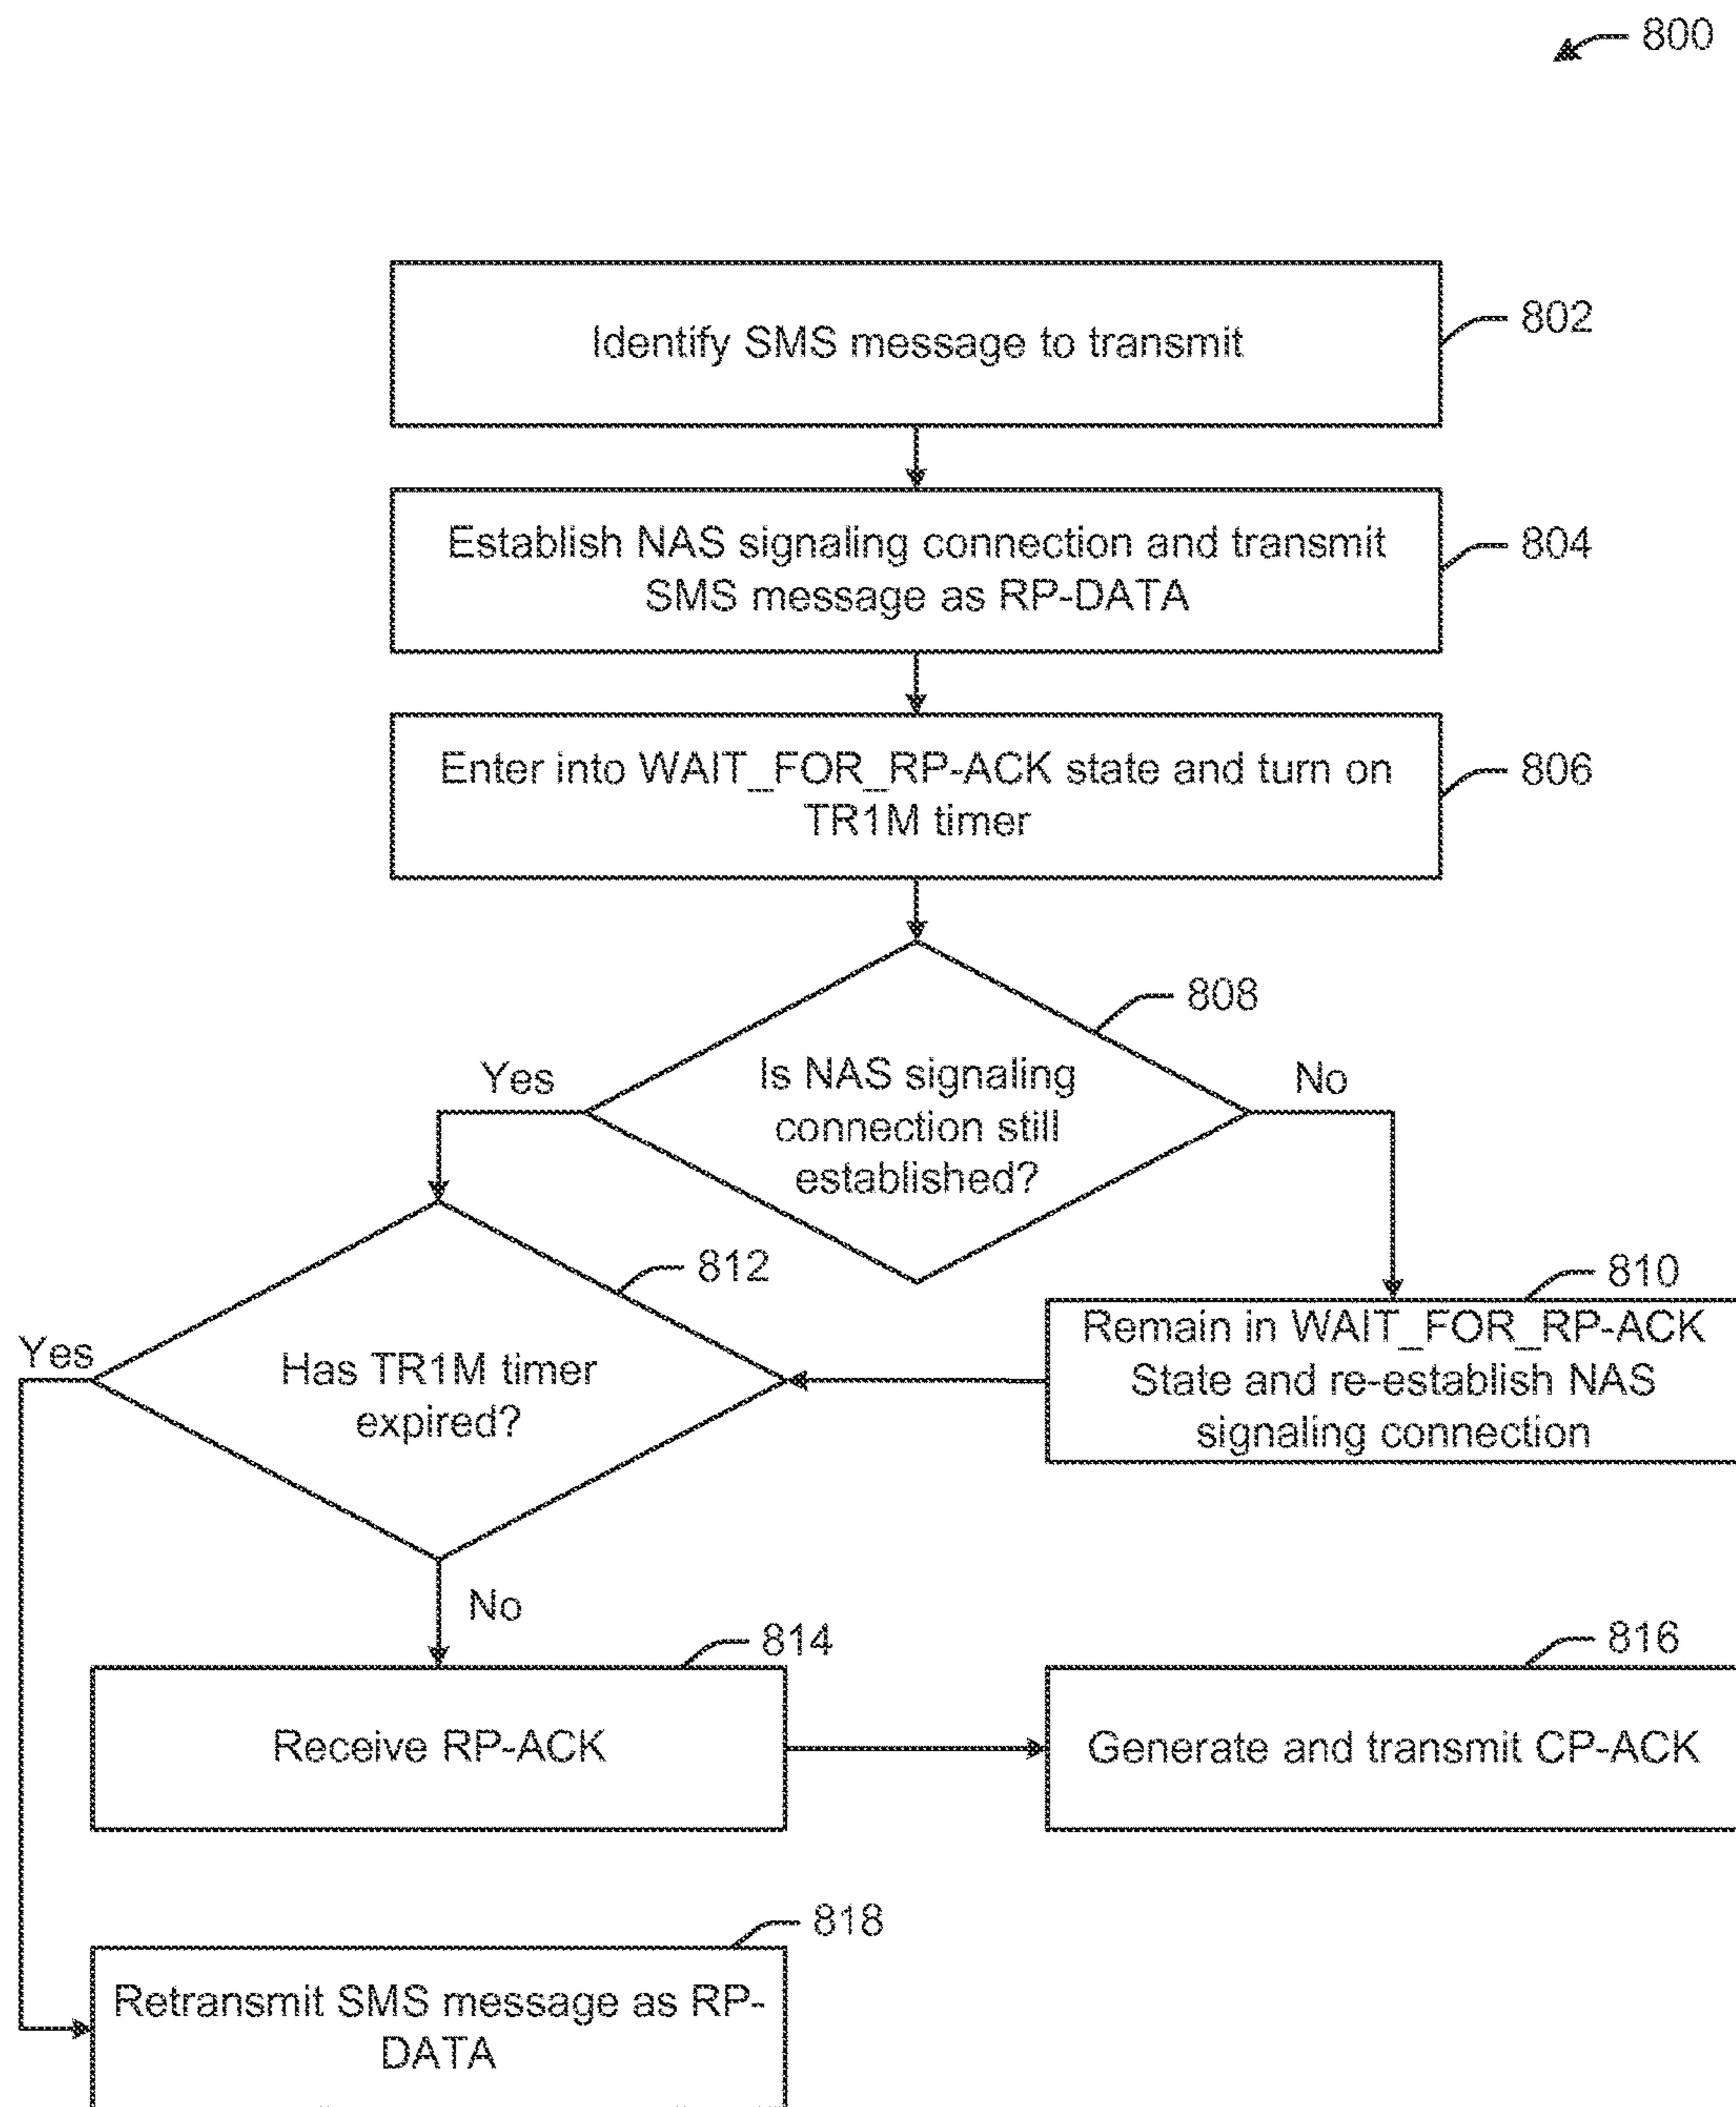 800
Identify SMS message to transmit
802
Establish NAS signaling connection and transmit
SMS message as RP-DATA
804
Enter into WAIT_FOR_RP-ACK state and turn on
TR1M timer
806
808
Is NAS signaling
connection still
established?
Yes
No
810
Remain in WAIT_FOR_RP-ACK
State and re-establish NAS
signaling connection
812
Has TR1M timer
expired?
Yes
No
814
Receive RP-ACK
816
Generate and transmit CP-ACK
818
Retransmit SMS message as RP-
DATA